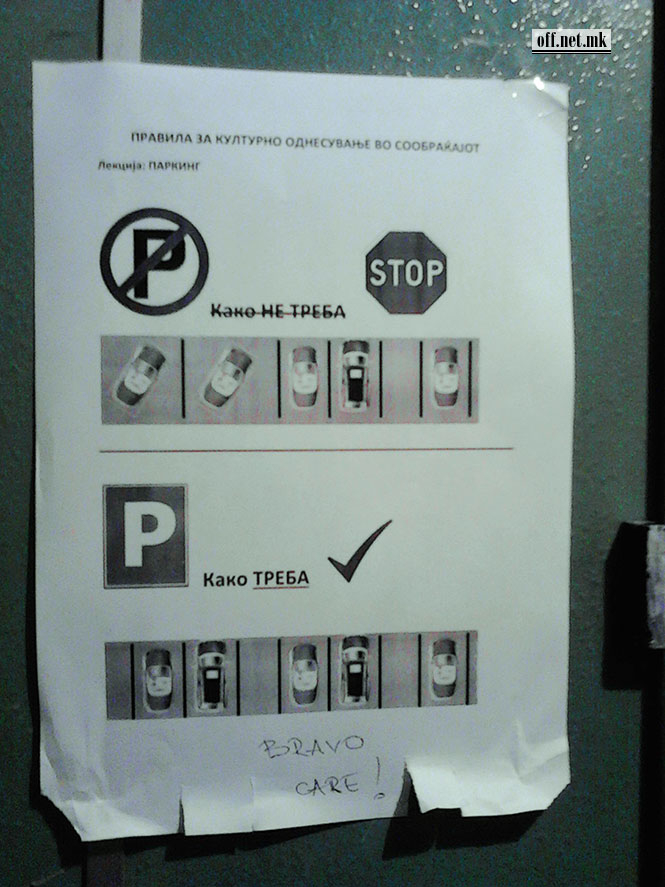 off.net.mk
ПРАВИЛА ЗА КУЛТУРНО ОДНЕСУВАЊЕ ВО СООБРАЌАЈОТ
Лекција: ПАРКИНГ
P
STOP
Како НЕ ТРЕБА
P
Како ТРЕБА
BRAVO
CARE!